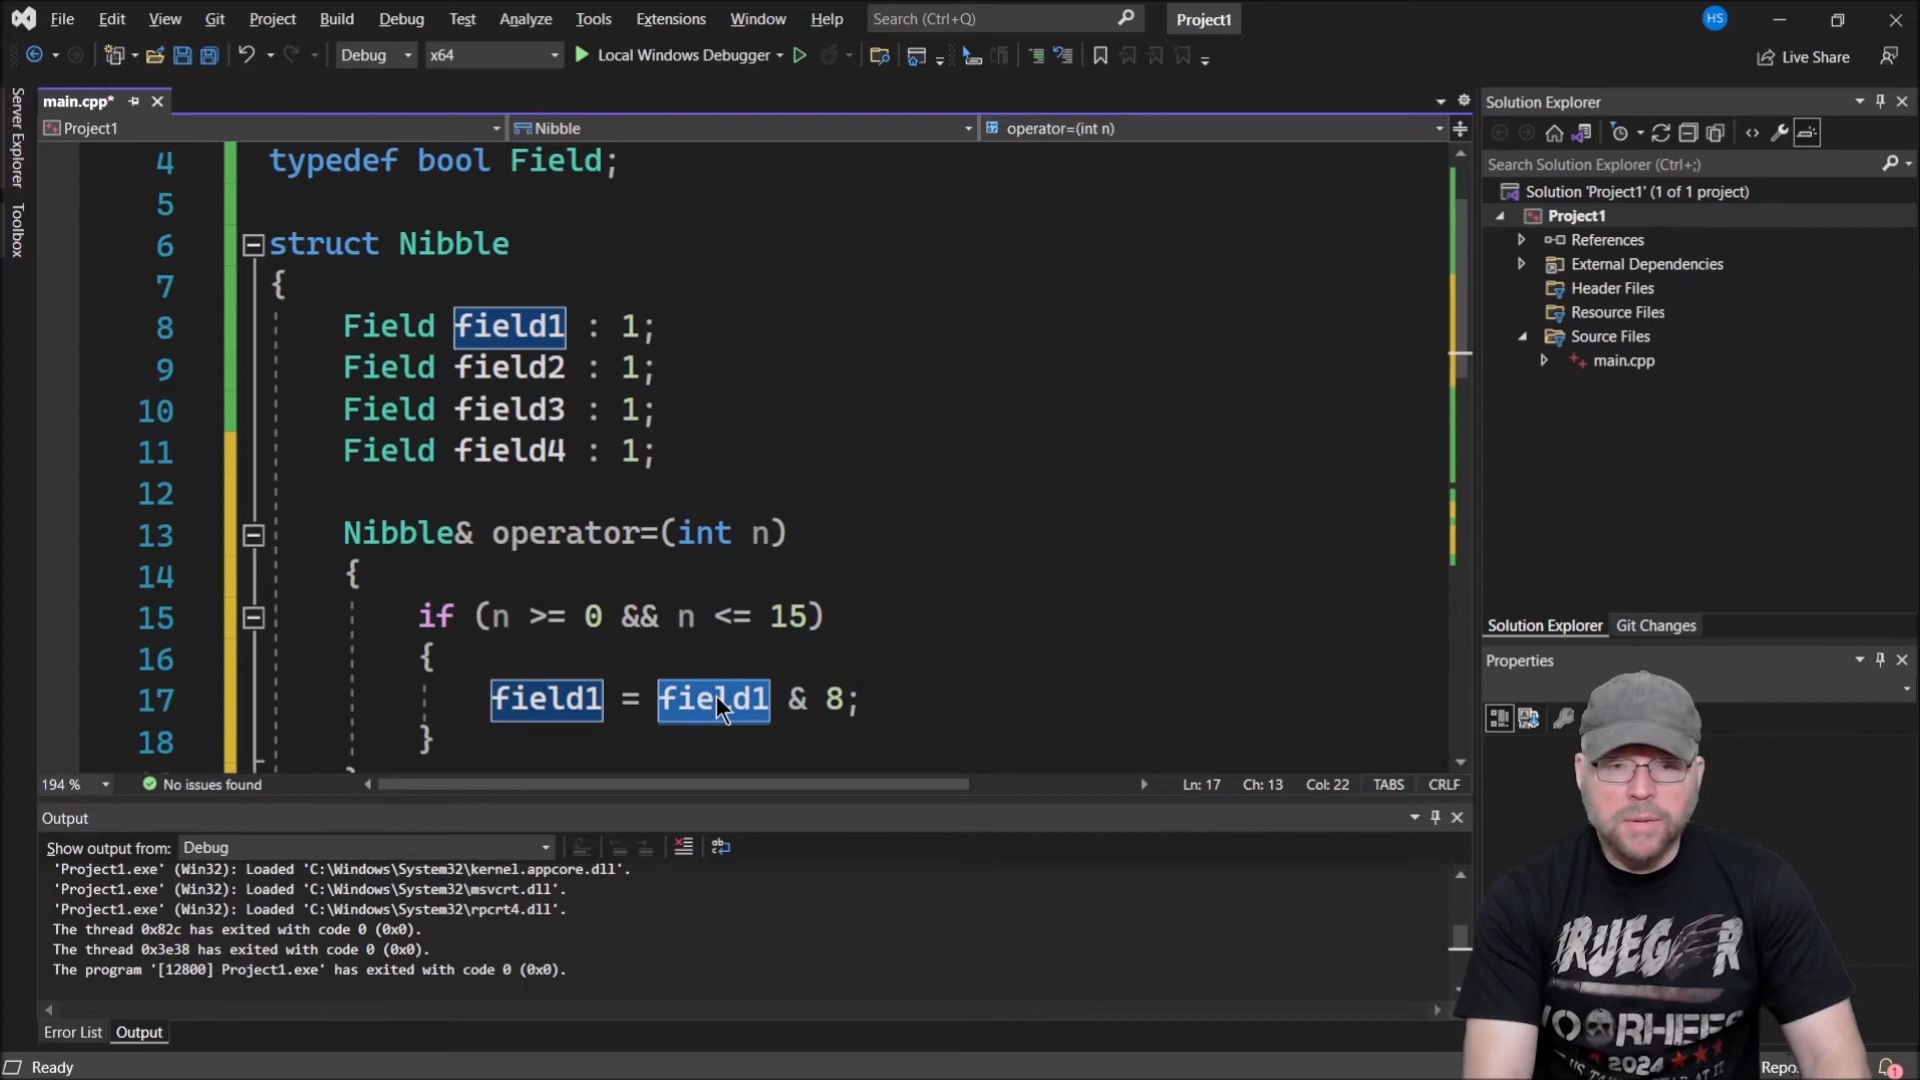 File Edit View Git Project Build Debug Test Analyze Tools Extensions Window Help Search (Ctrl+Q) Project1 HS
Debug x64 Local Windows Debugger Live Share
Server Explorer
Toolbox
main.cpp*
Project1 Nibble operator=(int n)
4 typedef bool Field;
5
6 struct Nibble
7 {
8 Field field1 : 1;
9 Field field2 : 1;
10 Field field3 : 1;
11 Field field4 : 1;
12
13 Nibble& operator=(int n)
14 {
15 if (n >= 0 && n <= 15)
16 {
17 field1 = field1 & 8;
18 }
194 % No issues found Ln: 17 Ch: 13 Col: 22 TABS CRLF
Output
Show output from: Debug
'Project1.exe' (Win32): Loaded 'C:\Windows\System32\kernel.appcore.dll'.
'Project1.exe' (Win32): Loaded 'C:\Windows\System32\msvcrt.dll'.
'Project1.exe' (Win32): Loaded 'C:\Windows\System32\rpcrt4.dll'.
The thread 0x82c has exited with code 0 (0x0).
The thread 0x3e38 has exited with code 0 (0x0).
The program '[12800] Project1.exe' has exited with code 0 (0x0).
Error List Output
Ready
Solution Explorer
Search Solution Explorer (Ctrl+;)
Solution 'Project1' (1 of 1 project)
Project1
References
External Dependencies
Header Files
Resource Files
Source Files
main.cpp
Solution Explorer Git Changes
Properties
2024
1